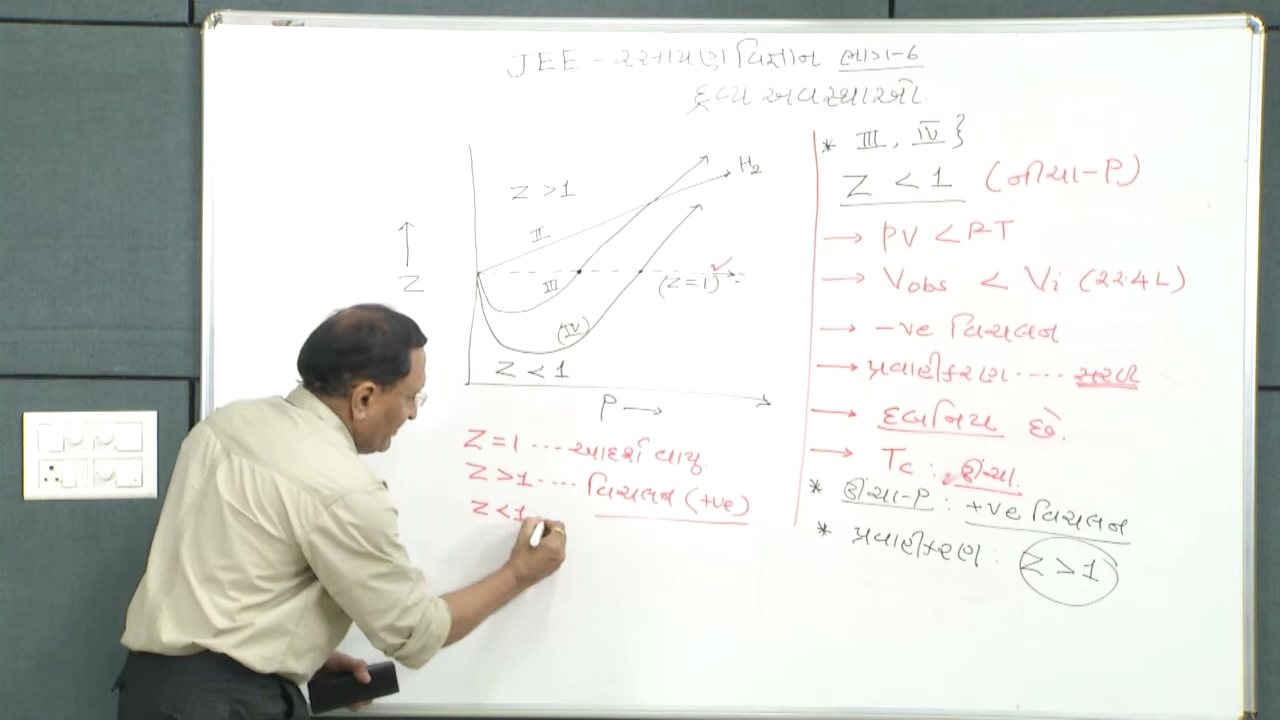 JEE - રસાયણ વિજ્ઞાન ભાગ-6
દ્રવ્ય અવસ્થાઓ.
Z > 1
H₂
II
III
(Z = 1)
Z
(IV)
Z < 1
P →
Z = 1 ···· આદર્શ વાયુ.
Z > 1 ···· વિચલન (+ve)
Z < 1
* III, IV }
Z < 1 (નીચા-P)
→ PV < RT
→ Vobs < Vi (22.4 L)
→ -ve વિચલન
→ પ્રવાહીકરણ ···· સરળ
→ દબનિય છે.
→ Tc : ઊંચા.
* ઊંચા-P : +ve વિચલન
* પ્રવાહીકરણ : Z > 1